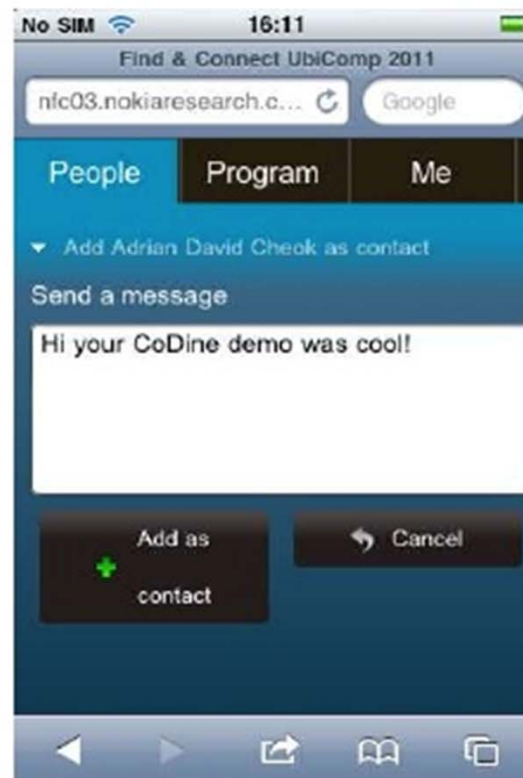 No SIM 16:11
Find & Connect UbiComp 2011
nfc03.nokiaresearch.c... Google
People Program Me
Add Adrian David Cheok as contact
Send a message
Hi your CoDine demo was cool!
Add as Cancel
contact